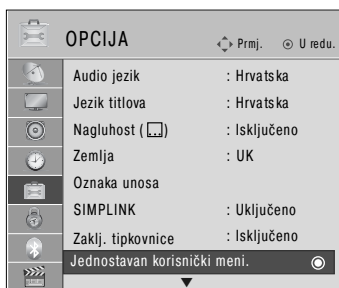 OPCIJA Prmj. U redu.
Audio jezik : Hrvatska
Jezik titlova : Hrvatska
Nagluhost ( ) : Isključeno
Zemlja : UK
Oznaka unosa
SIMPLINK : Uključeno
Zaklj. tipkovnice : Isključeno
Jednostavan korisnički meni.